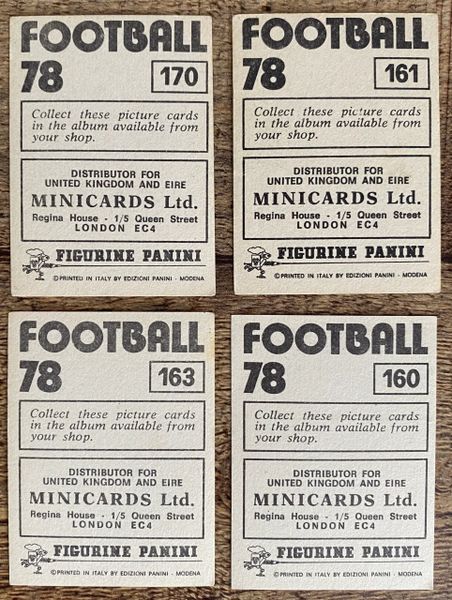 FOOTBALL
78 170
Collect these picture cards
in the album available from
your shop.
DISTRIBUTOR FOR
UNITED KINGDOM AND EIRE
MINICARDS Ltd.
Regina House - 1/5 Queen Street
LONDON EC4
FIGURINE PANINI
©PRINTED IN ITALY BY EDIZIONI PANINI - MODENA
FOOTBALL
78 161
Collect these picture cards
in the album available from
your shop.
DISTRIBUTOR FOR
UNITED KINGDOM AND EIRE
MINICARDS Ltd.
Regina House - 1/5 Queen Street
LONDON EC4
FIGURINE PANINI
©PRINTED IN ITALY BY EDIZIONI PANINI - MODENA
FOOTBALL
78 163
Collect these picture cards
in the album available from
your shop.
DISTRIBUTOR FOR
UNITED KINGDOM AND EIRE
MINICARDS Ltd.
Regina House - 1/5 Queen Street
LONDON EC4
FIGURINE PANINI
©PRINTED IN ITALY BY EDIZIONI PANINI - MODENA
FOOTBALL
78 160
Collect these picture cards
in the album available from
your shop.
DISTRIBUTOR FOR
UNITED KINGDOM AND EIRE
MINICARDS Ltd.
Regina House - 1/5 Queen Street
LONDON EC4
FIGURINE PANINI
©PRINTED IN ITALY BY EDIZIONI PANINI - MODENA